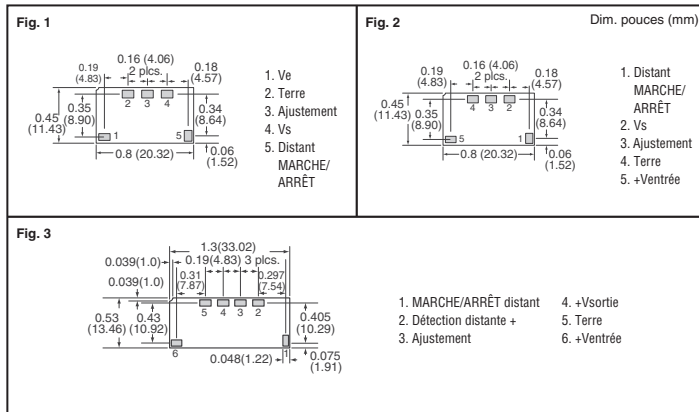 Fig. 1
0.19
(4.83)
0.16 (4.06)
2 plcs.
0.18
(4.57)
0.45
(11.43)
0.35
(8.90)
2
3
4
1
5
0.34
(8.64)
0.8 (20.32)
0.06
(1.52)
1. Ve
2. Terre
3. Ajustement
4. Vs
5. Distant
MARCHE/
ARRÊT
Fig. 2
Dim. pouces (mm)
0.19
(4.83)
0.16 (4.06)
2 plcs.
0.18
(4.57)
0.45
(11.43)
0.35
(8.90)
4
3
2
5
1
0.34
(8.64)
0.8 (20.32)
0.06
(1.52)
1. Distant
MARCHE/
ARRÊT
2. Vs
3. Ajustement
4. Terre
5. +Ventrée
Fig. 3
1.3(33.02)
0.039(1.0)
0.19(4.83) 3 plcs.
0.039(1.0)
0.31
(7.87)
0.297
(7.54)
0.53
(13.46)
0.43
(10.92)
5
4
3
2
6
1
0.405
(10.29)
0.048(1.22)
0.075
(1.91)
1. MARCHE/ARRÊT distant
2. Détection distante +
3. Ajustement
4. +Vsortie
5. Terre
6. +Ventrée